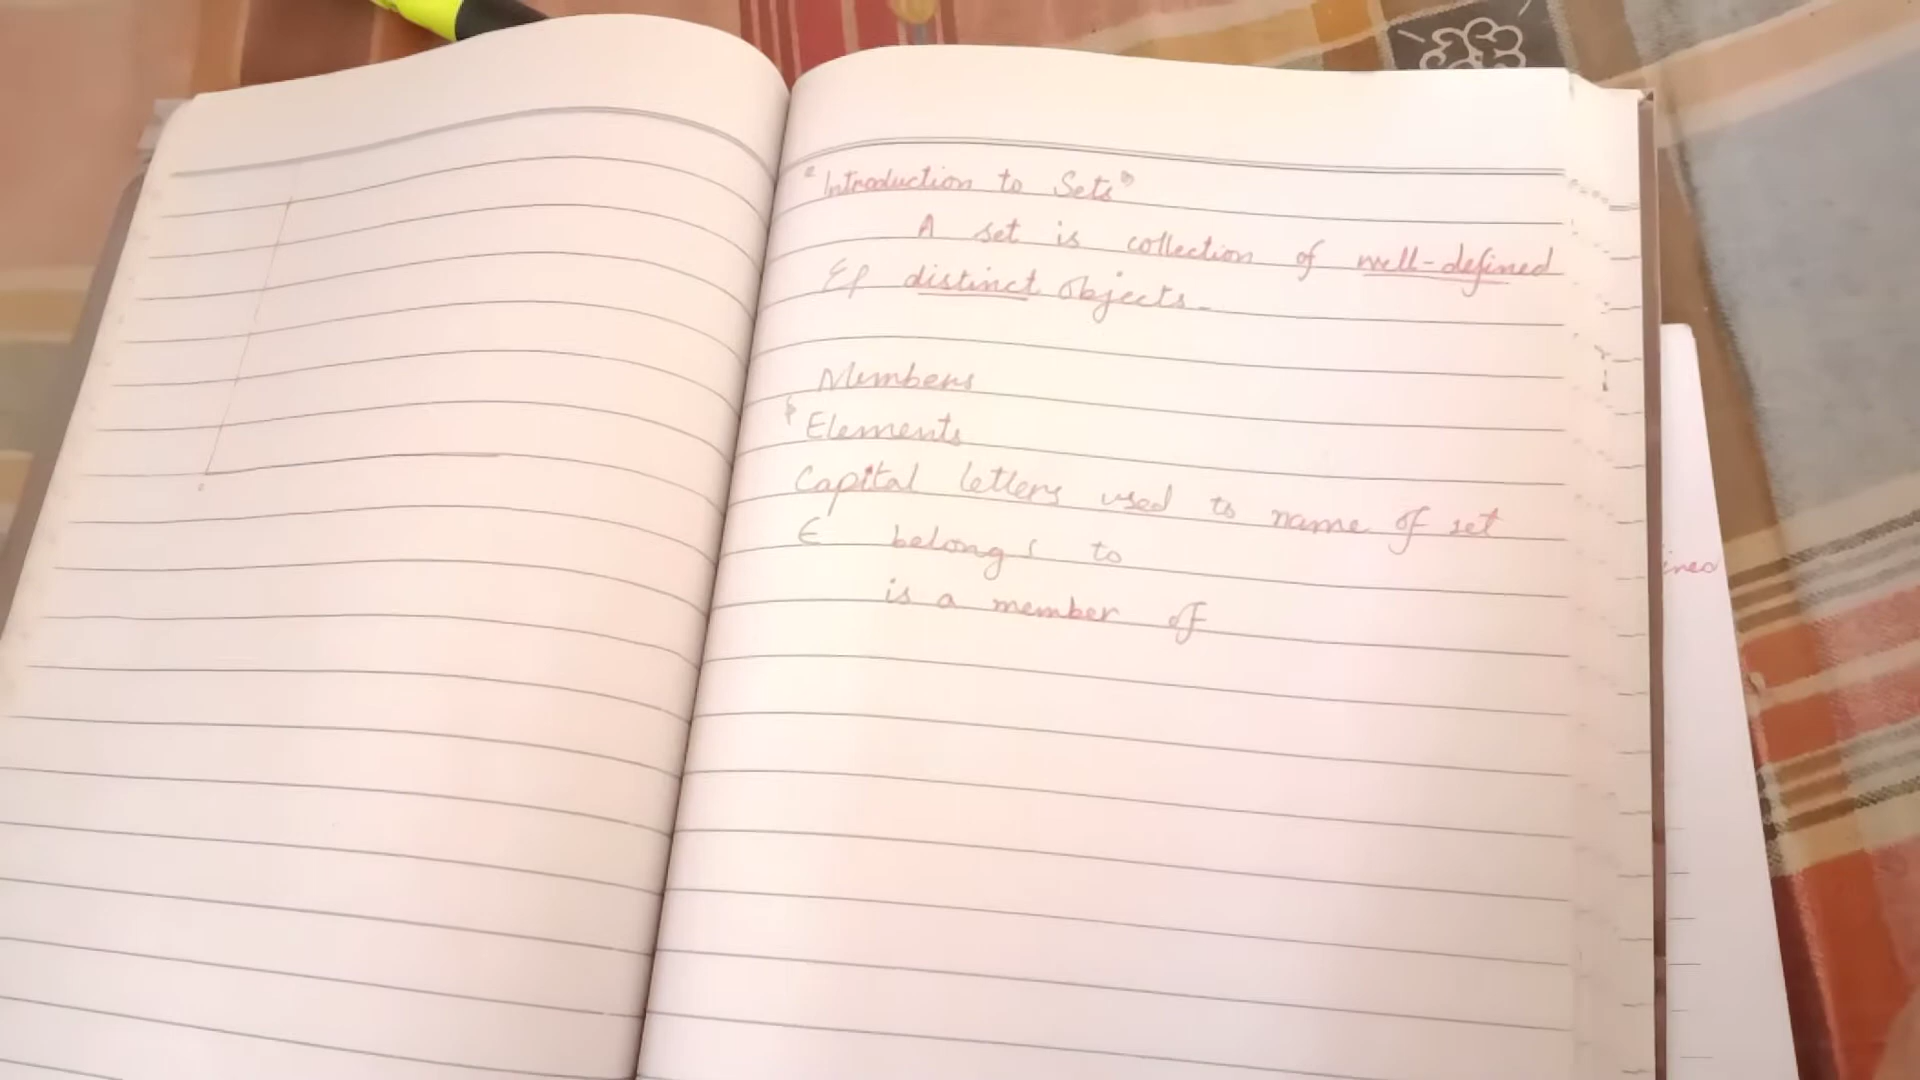 "Introduction to Sets"
A set is collection of well-defined
& distinct objects.
Members
& Elements
Capital letters used to name of set
∈ belongs to
is a member of
ined